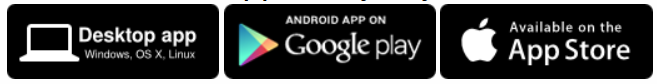 Desktop app
Windows, OS X, Linux
ANDROID APP ON
Google play
Available on the
App Store